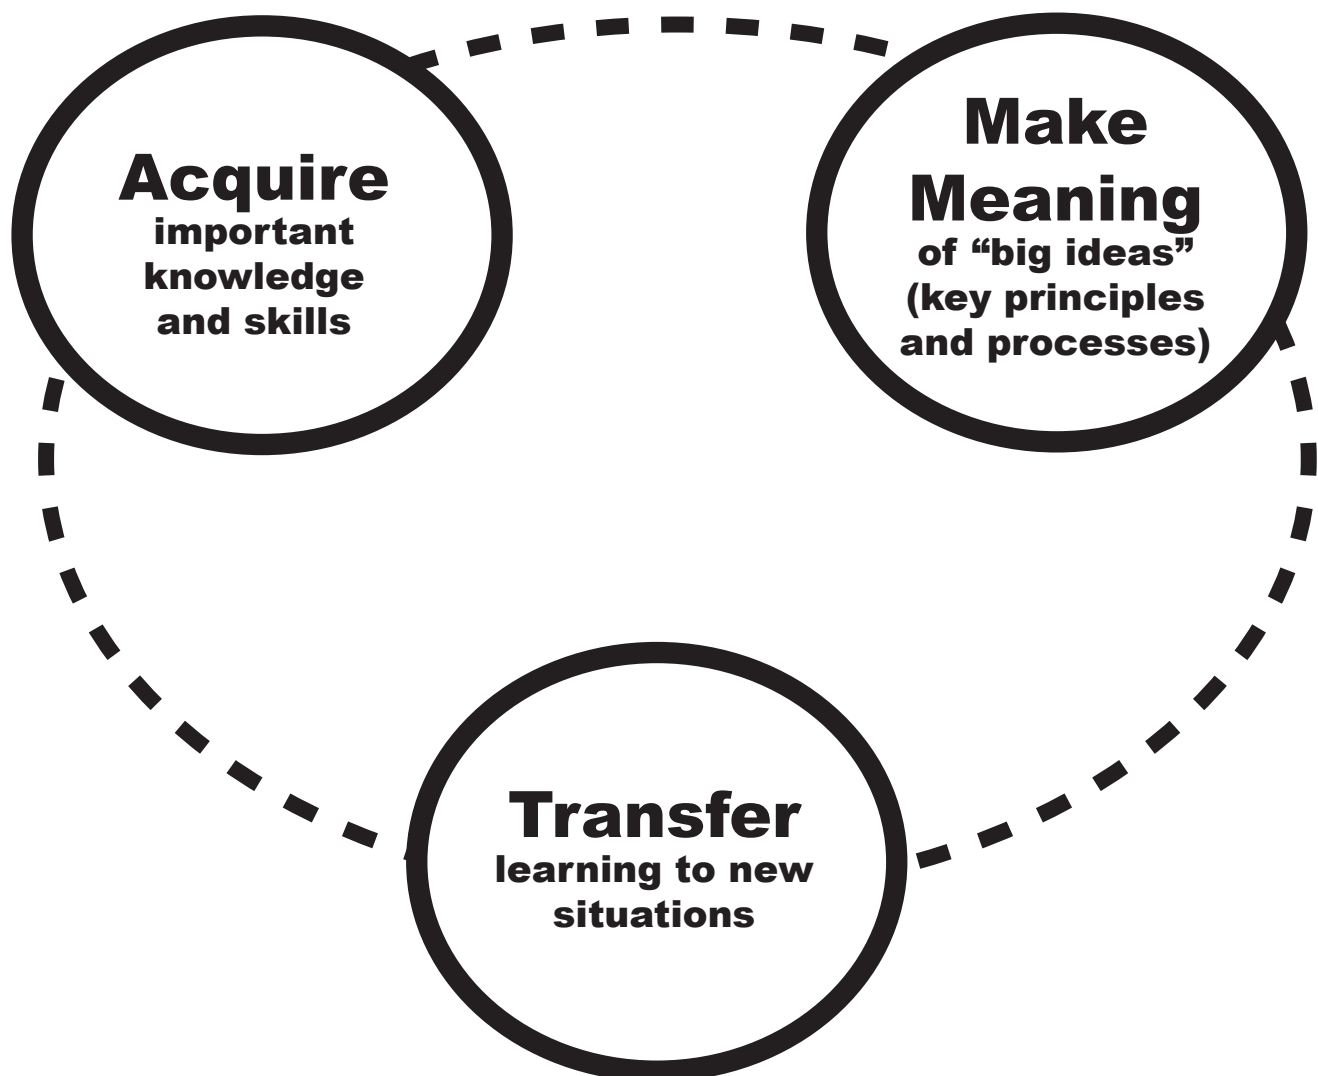 Acquire
important
knowledge
and skills
Make
Meaning
of “big ideas”
(key principles
and processes)
Transfer
learning to new
situations